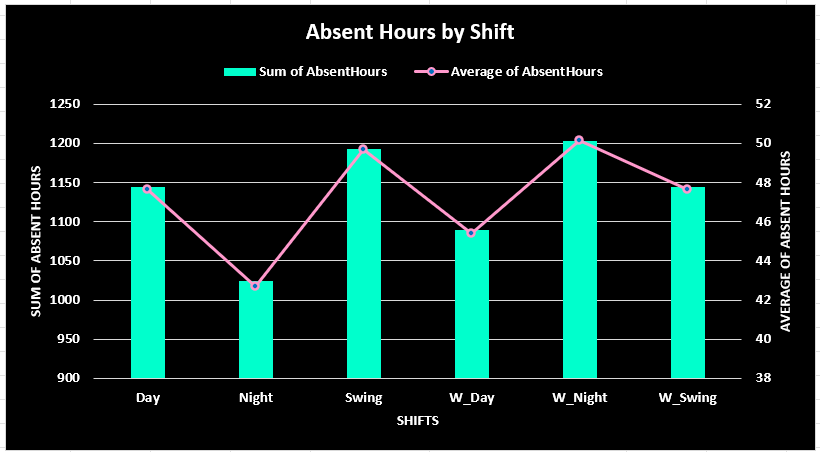 Absent Hours by Shift
Sum of AbsentHours Average of AbsentHours
1250 52
1200 50
1150 48
1100 46
1050 44
1000 42
950 40
900 38
SUM OF ABSENT HOURS
AVERAGE OF ABSENT HOURS
Day Night Swing W_Day W_Night W_Swing
SHIFTS